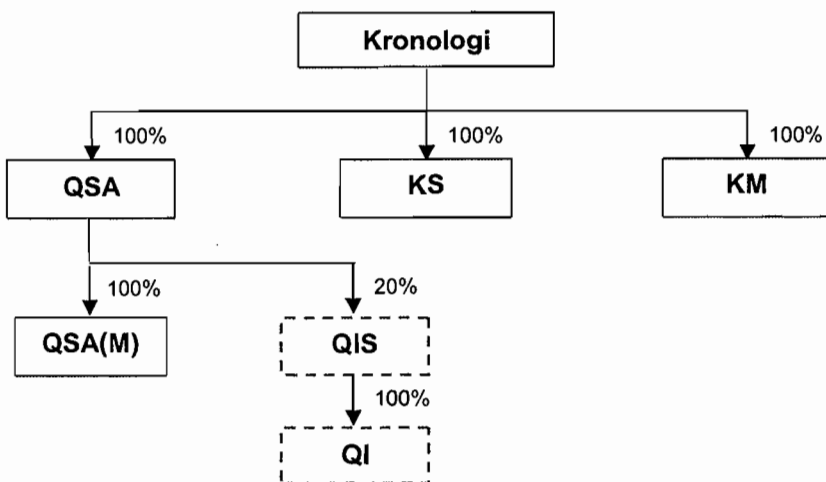 Kronologi
100% 100% 100%
QSA KS KM
100% 20%
QSA(M) QIS
100%
QI